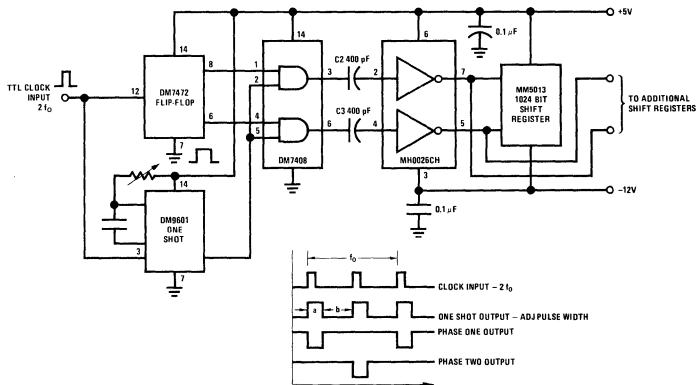 +5V
14
14
6
0.1 µF
DM7472
FLIP-FLOP
8
6
12
7
TTL CLOCK
INPUT
2 fO
1
2
4
5
3
6
DM7408
C2 400 pF
C3 400 pF
2
4
7
5
MH0026CH
3
MM5013
1024 BIT
SHIFT
REGISTER
TO ADDITIONAL
SHIFT REGISTERS
–12V
0.1 µF
14
DM9601
ONE
SHOT
3
7
fO
CLOCK INPUT – 2 fO
a
b
ONE SHOT OUTPUT – ADJ PULSE WIDTH
PHASE ONE OUTPUT
PHASE TWO OUTPUT